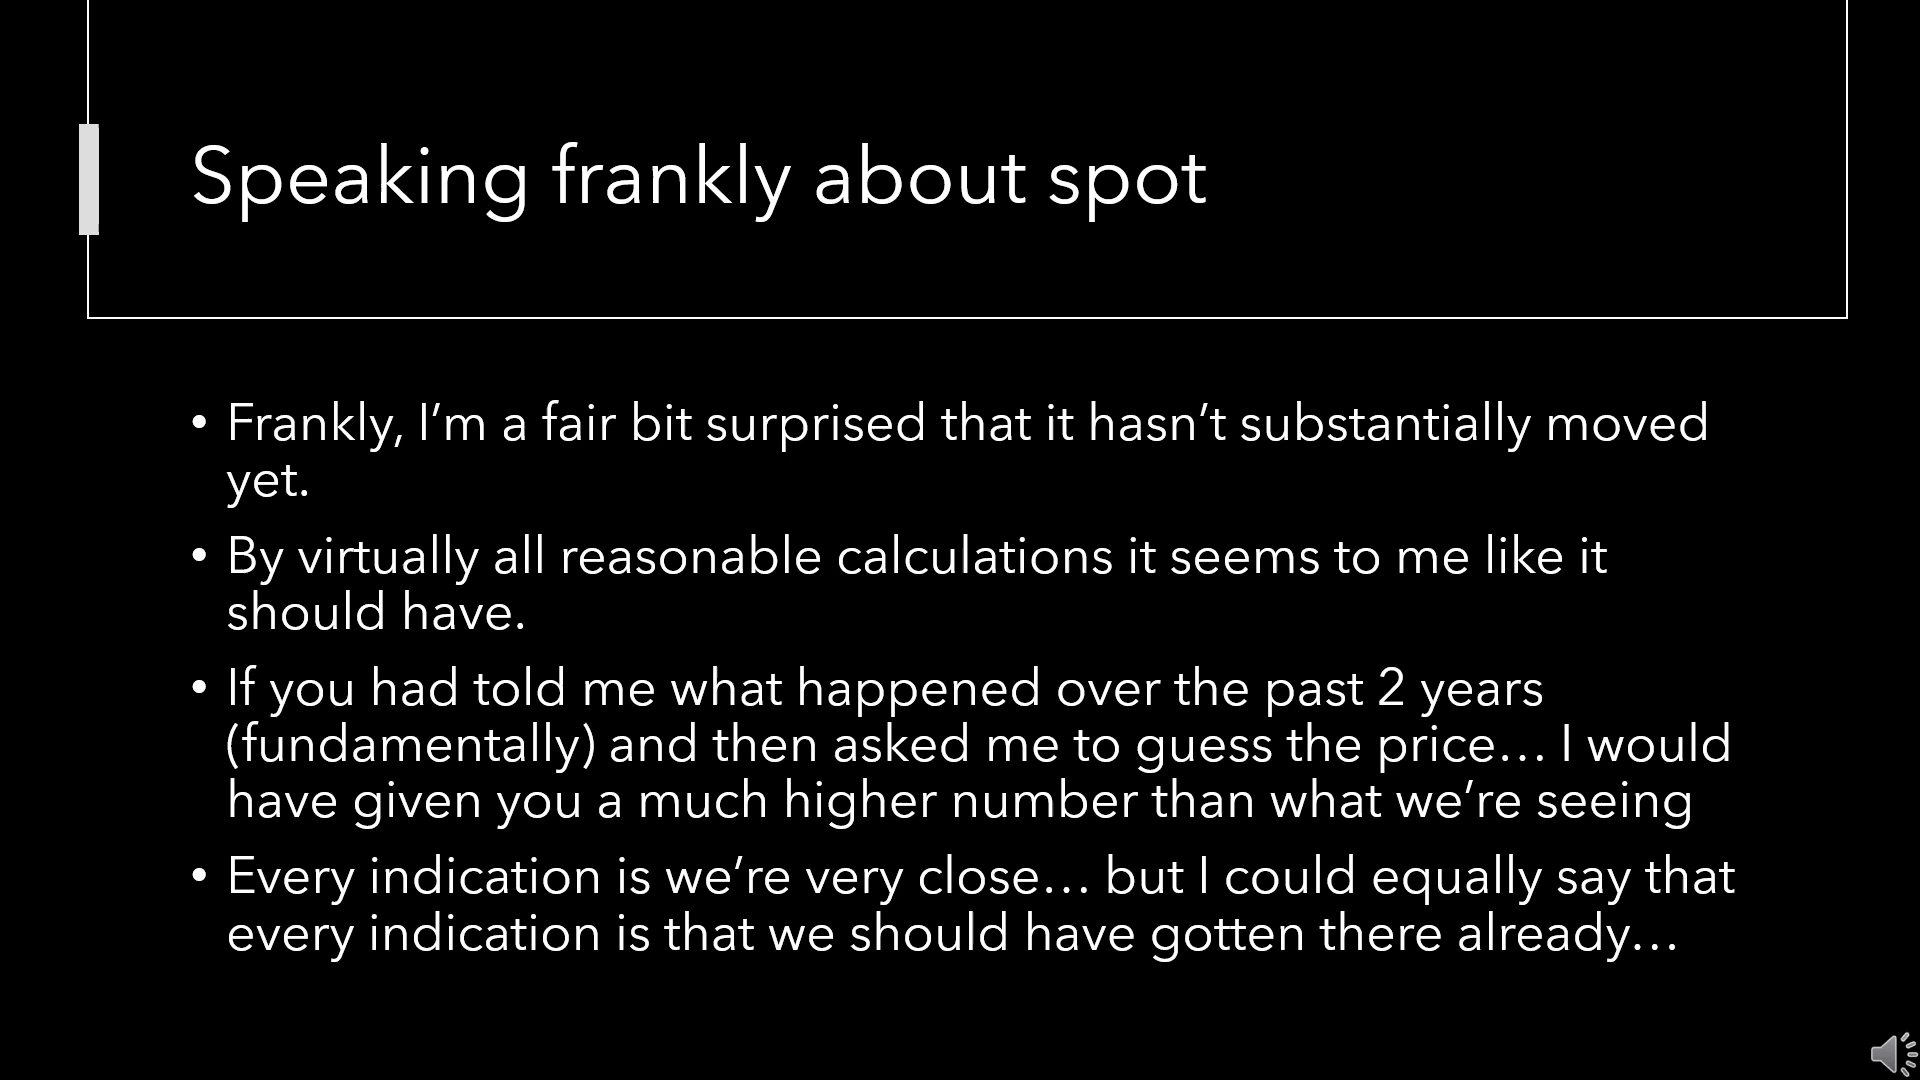 Speaking frankly about spot
• Frankly, I’m a fair bit surprised that it hasn’t substantially moved
yet.
• By virtually all reasonable calculations it seems to me like it
should have.
• If you had told me what happened over the past 2 years
(fundamentally) and then asked me to guess the price… I would
have given you a much higher number than what we’re seeing
• Every indication is we’re very close… but I could equally say that
every indication is that we should have gotten there already…